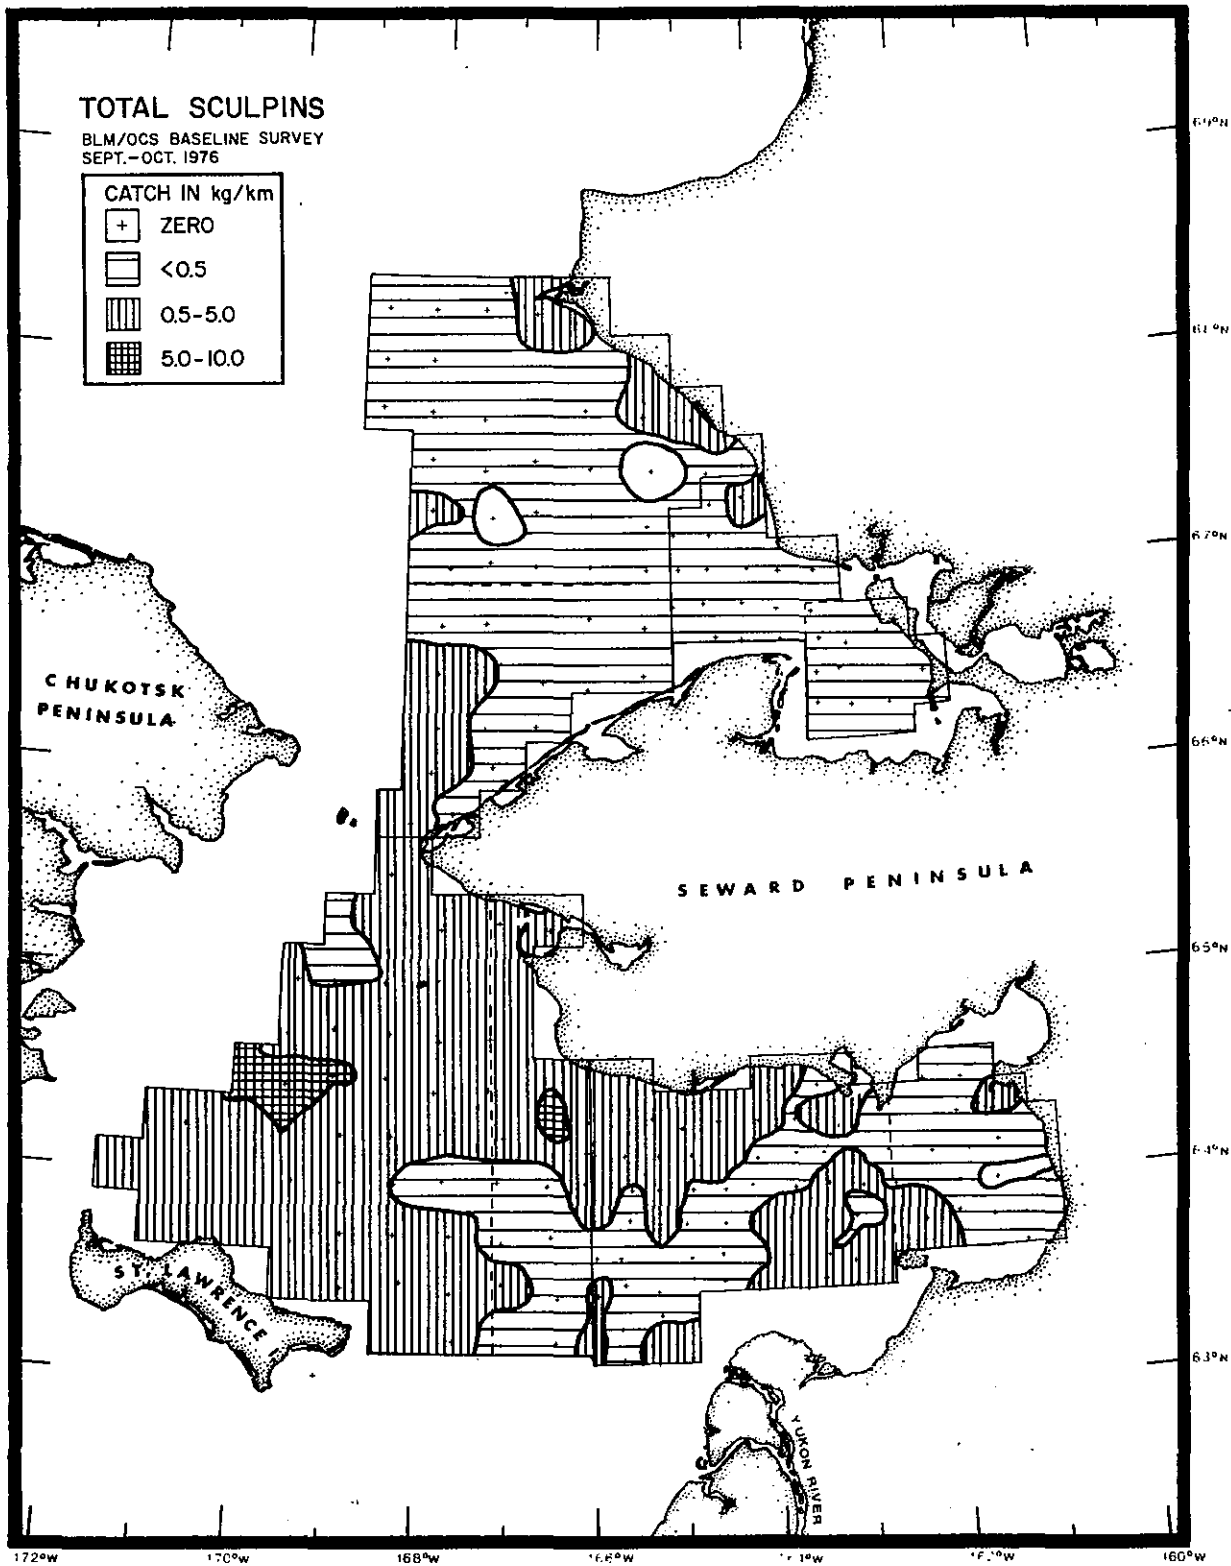 TOTAL SCULPINS
BLM/OCS BASELINE SURVEY
SEPT.-OCT. 1976
CATCH IN kg/km
ZERO
<0.5
0.5-5.0
5.0-10.0
69°N
67°N
CHUKOTSK
PENINSULA
66°N
SEWARD PENINSULA
65°N
64°N
ST. LAWRENCE I
63°N
YUKON RIVER
172°W 170°W 168°W 166°W 160°W